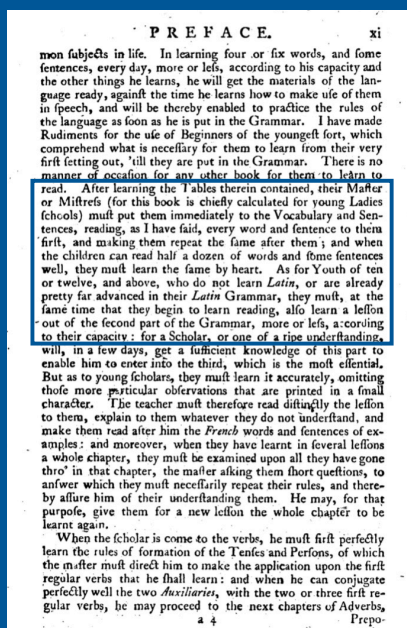 PREFACE. xi
mon ſubjects in life. In learning four or ſix words, and ſome
ſentences, every day, more or leſs, according to his capacity and
the other things he learns, he will get the materials of the lan-
guage ready, againſt the time he learns how to make uſe of them
in ſpeech, and will be thereby enabled to practice the rules of
the language as ſoon as he is put in the Grammar. I have made
Rudiments for the uſe of Beginners of the youngeſt ſort, which
comprehend what is neceſſary for them to learn from their very
firſt ſetting out, 'till they are put in the Grammar. There is no
manner of occaſion for any other book for them to learn to
read. After learning the Tables therein contained, their Maſter
or Miſtreſs (for this book is chiefly calculated for young Ladies
ſchools) muſt put them immediately to the Vocabulary and Sen-
tences, reading, as I have ſaid, every word and ſentence to them
firſt, and making them repeat the ſame after them; and when
the children can read half a dozen of words and ſome ſentences
well, they muſt learn the ſame by heart. As for Youth of ten
or twelve, and above, who do not learn Latin, or are already
pretty far advanced in their Latin Grammar, they muſt, at the
ſame time that they begin to learn reading, alſo learn a leſſon
out of the ſecond part of the Grammar, more or leſs, according
to their capacity: for a Scholar, or one of a ripe underſtanding,
will, in a few days, get a ſufficient knowledge of this part to
enable him to enter into the third, which is the moſt eſſential.
But as to young ſcholars, they muſt learn it accurately, omitting
thoſe more particular obſervations that are printed in a ſmall
character. The teacher muſt therefore read diſtinctly the leſſon
to them, explain to them whatever they do not underſtand, and
make them read after him the French words and ſentences of ex-
amples: and moreover, when they have learnt in ſeveral leſſons
a whole chapter, they muſt be examined upon all they have gone
thro' in that chapter, the maſter aſking them ſhort queſtions, to
anſwer which they muſt neceſſarily repeat their rules, and there-
by aſſure him of their underſtanding them. He may, for that
purpoſe, give them for a new leſſon the whole chapter to be
learnt again.
When the ſcholar is come to the verbs, he muſt firſt perfectly
learn the rules of formation of the Tenſes and Perſons, of which
the maſter muſt direct him to make the application upon the firſt
regular verbs that he ſhall learn: and when he can conjugate
perfectly well the two Auxiliaries, with the two or three firſt re-
gular verbs, he may proceed to the next chapters of Adverbs,
a 4 Prepo-